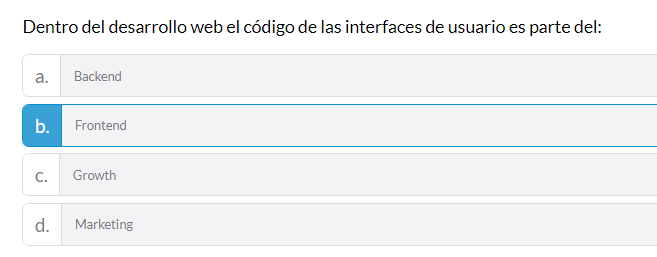 Dentro del desarrollo web el código de las interfaces de usuario es parte del:
a. Backend
b. Frontend
c. Growth
d. Marketing